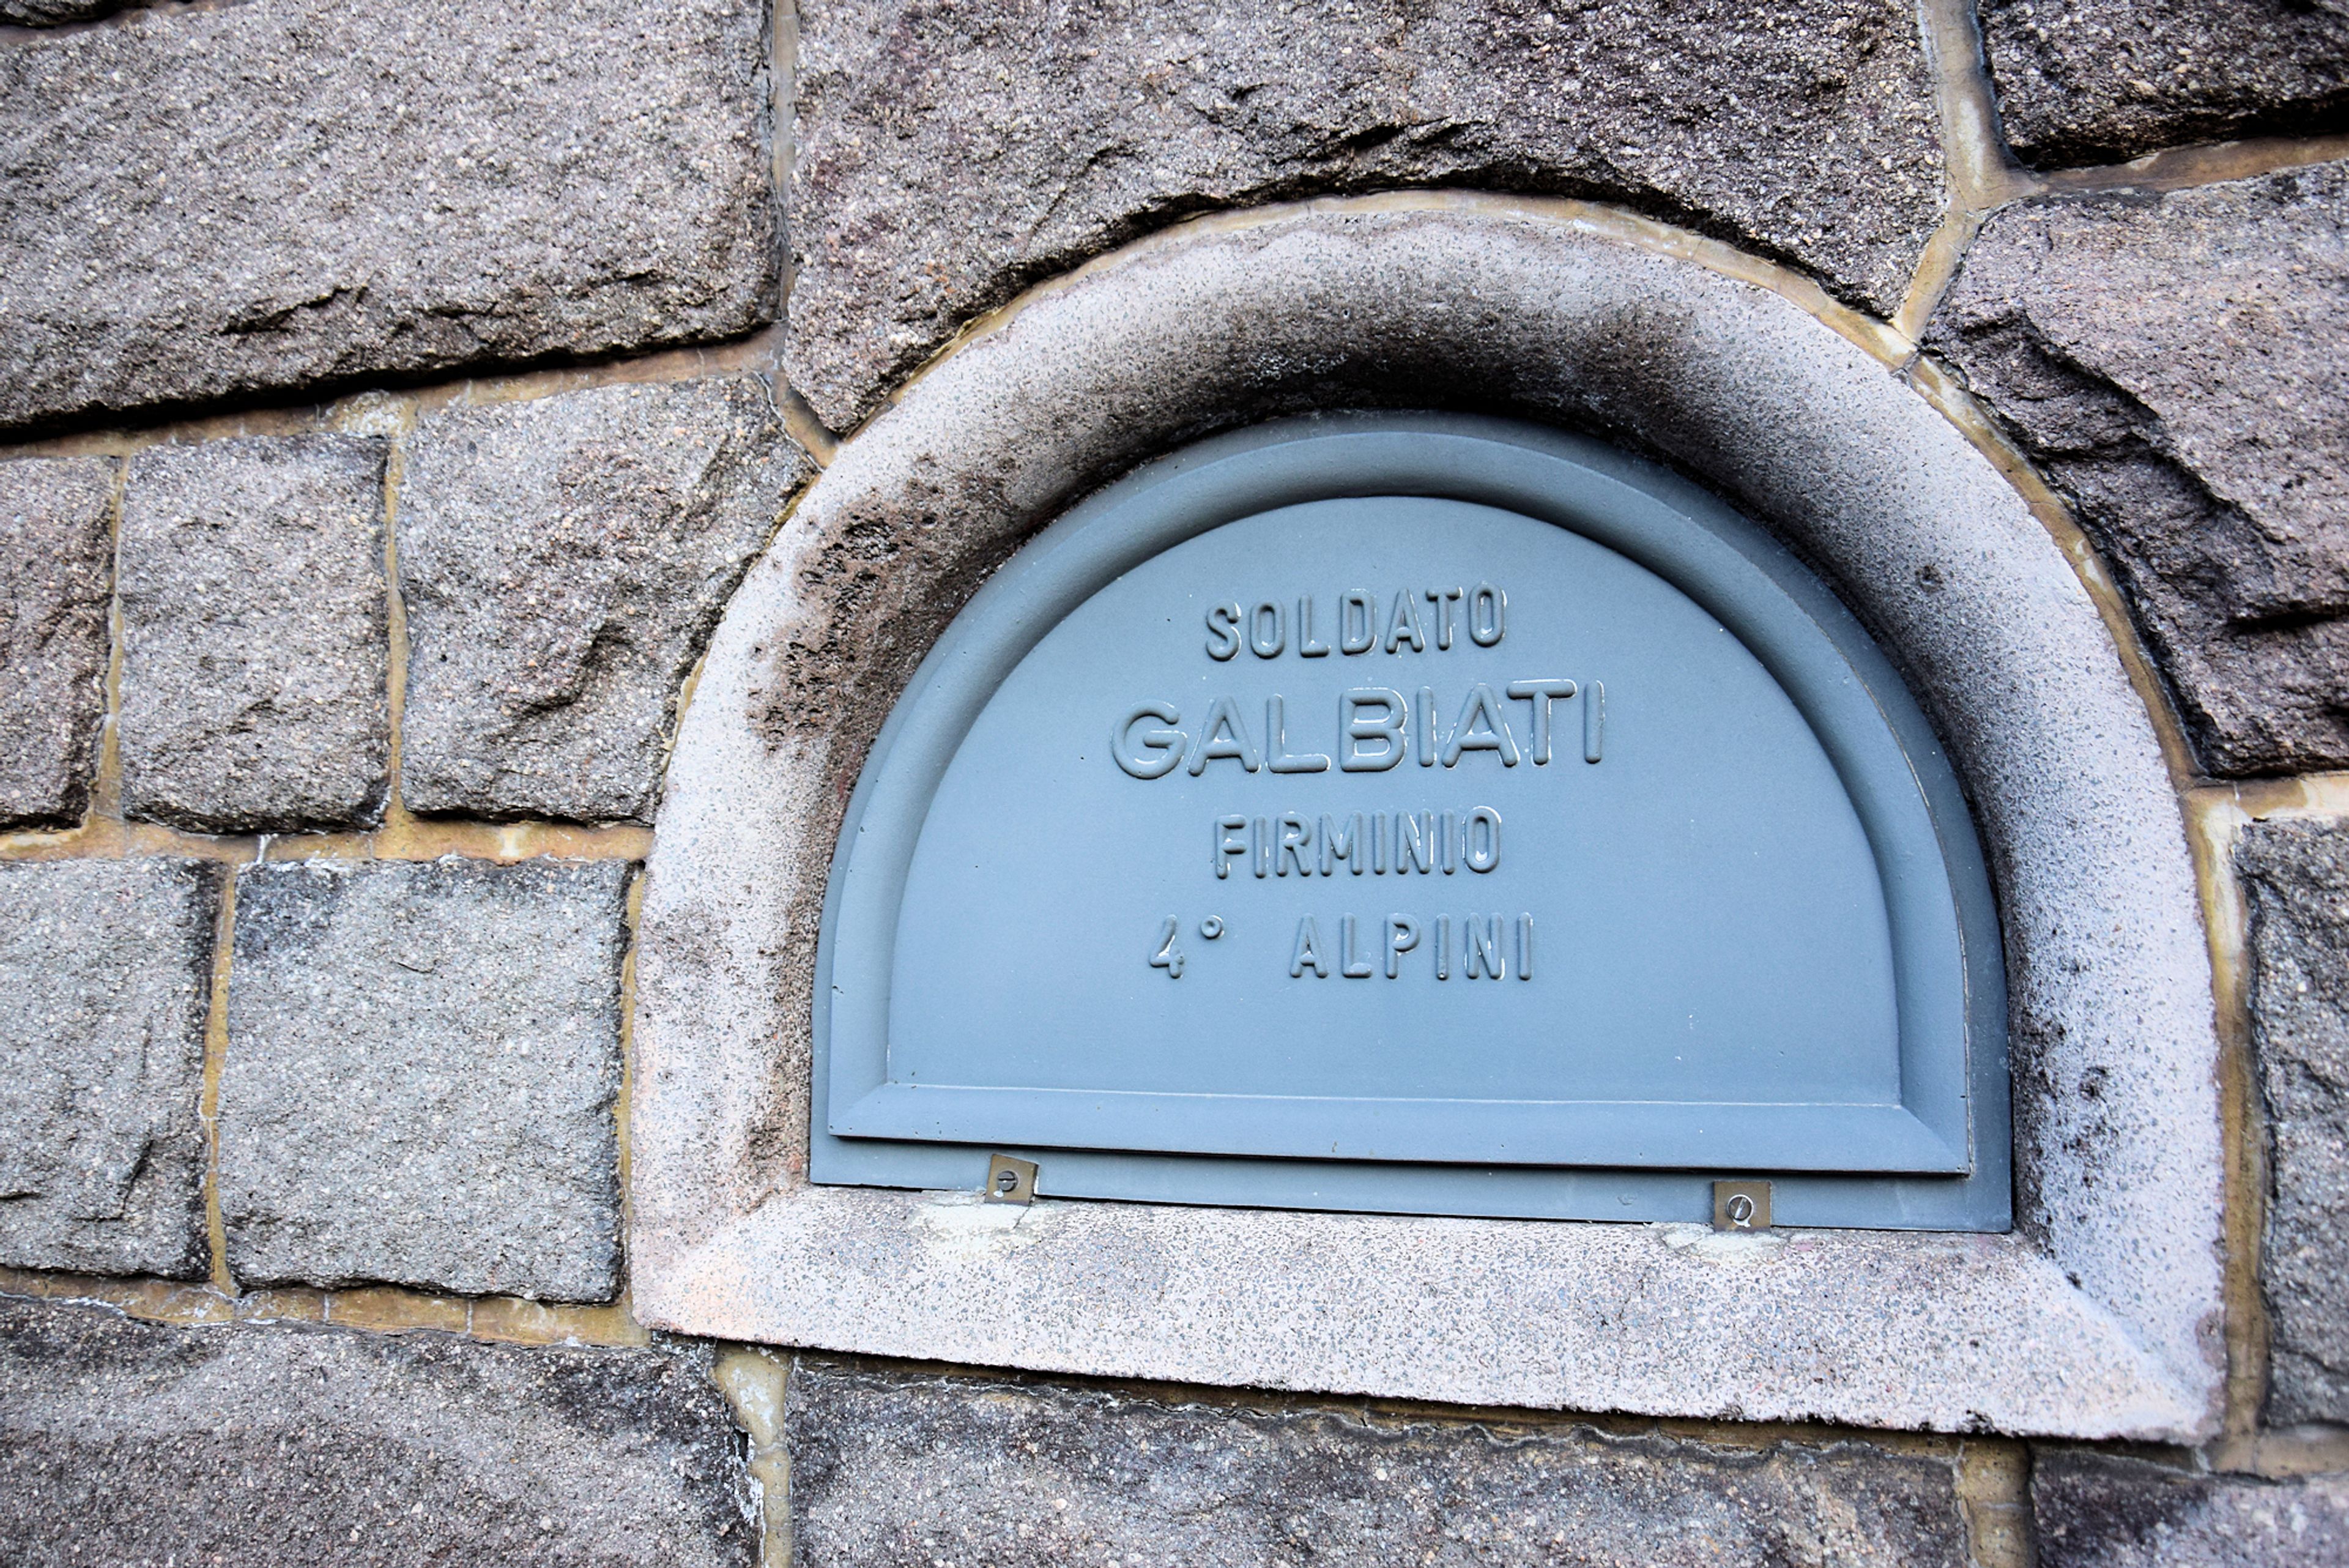 SOLDATO
GALBIATI
FIRMINIO
4° ALPINI